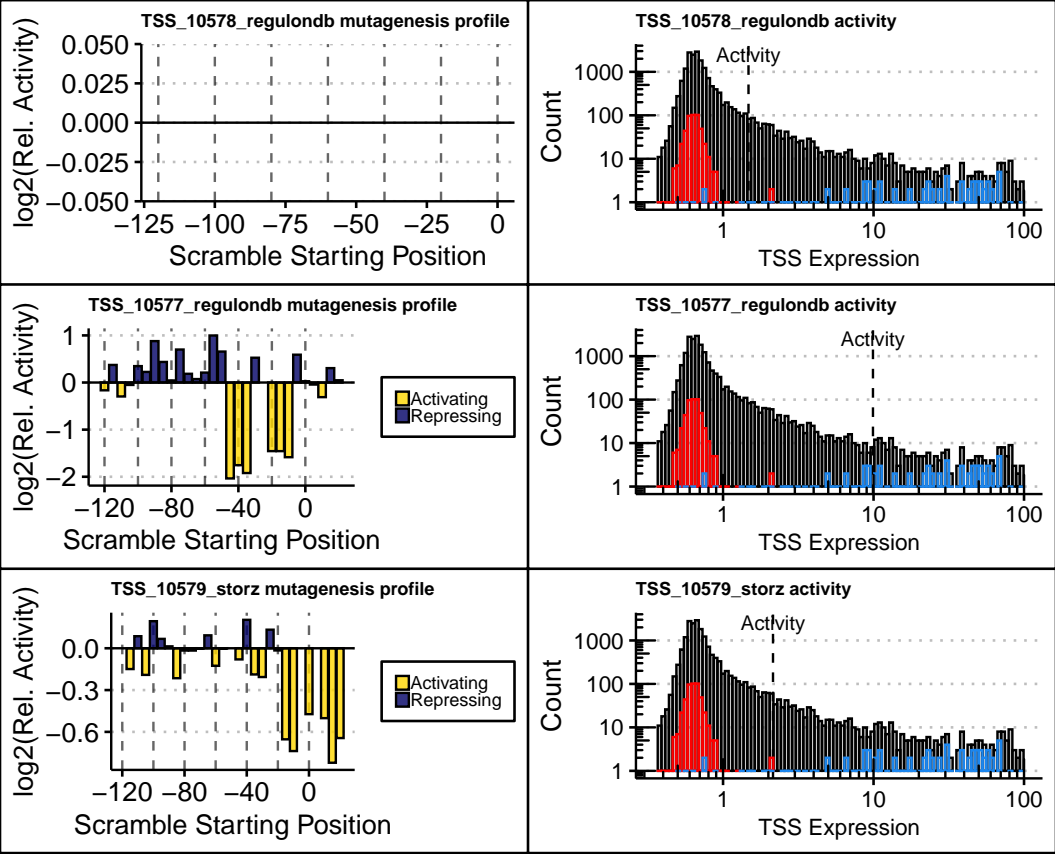 TSS_10578_regulondb mutagenesis profile
log2(Rel. Activity)
0.050
0.025
0.000
−0.025
−0.050
−125 −100 −75 −50 −25 0
Scramble Starting Position
TSS_10578_regulondb activity
Activity
Count
1000
100
10
1
1 10 100
TSS Expression
TSS_10577_regulondb mutagenesis profile
log2(Rel. Activity)
1
0
−1
−2
−120 −80 −40 0
Scramble Starting Position
Activating
Repressing
TSS_10577_regulondb activity
Activity
Count
1000
100
10
1
1 10 100
TSS Expression
TSS_10579_storz mutagenesis profile
log2(Rel. Activity)
0.0
−0.3
−0.6
−120 −80 −40 0
Scramble Starting Position
Activating
Repressing
TSS_10579_storz activity
Activity
Count
1000
100
10
1
1 10 100
TSS Expression